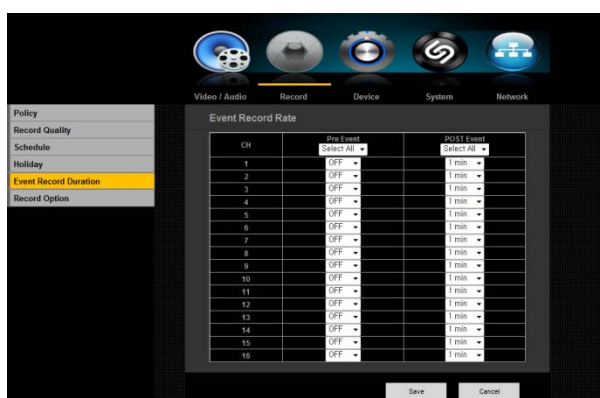 Video / Audio Record Device System Network
Policy
Record Quality
Schedule
Holiday
Event Record Duration
Record Option
Event Record Rate
CH Pre Event POST Event
Select All Select All
1 OFF 1 min
2 OFF 1 min
3 OFF 1 min
4 OFF 1 min
5 OFF 1 min
6 OFF 1 min
7 OFF 1 min
8 OFF 1 min
9 OFF 1 min
10 OFF 1 min
11 OFF 1 min
12 OFF 1 min
13 OFF 1 min
14 OFF 1 min
15 OFF 1 min
16 OFF 1 min
Save Cancel